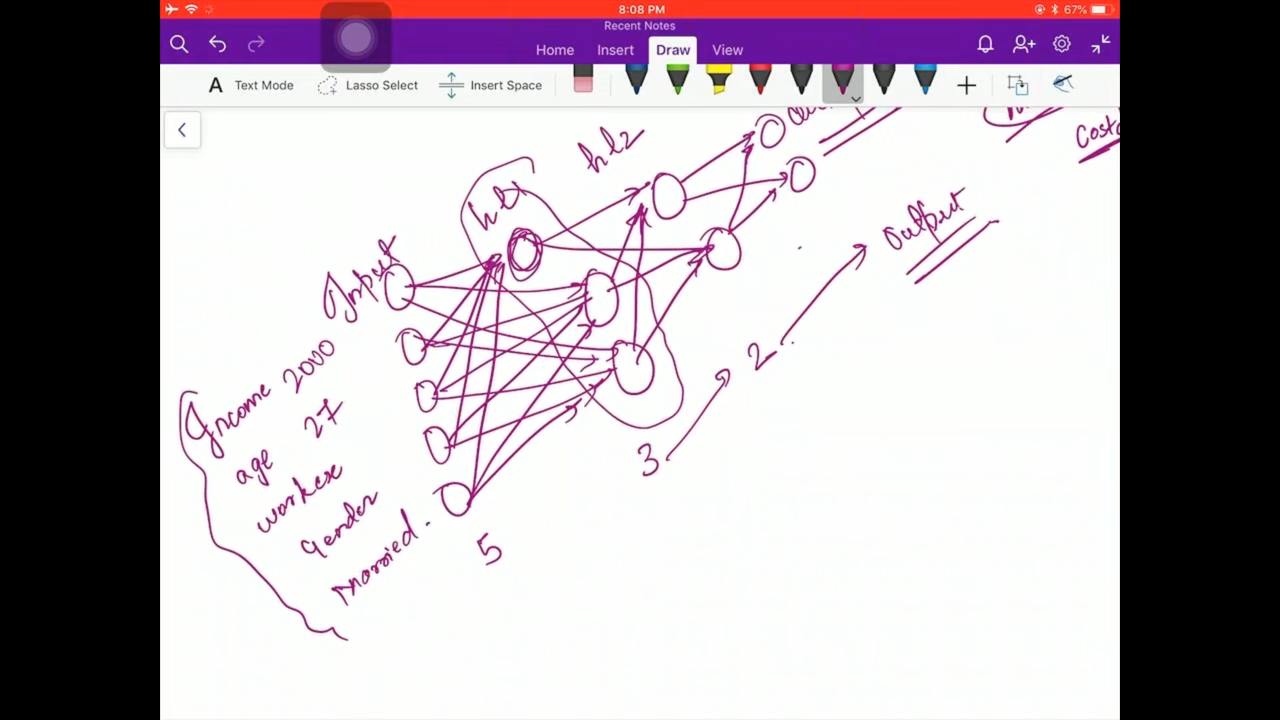 8:08 PM
67%
Recent Notes
Home Insert Draw View
A Text Mode Lasso Select Insert Space
hl2
Cost
hl1
Output
Input
Income 2000
age 27
workex
gender
Married.
2
3
5